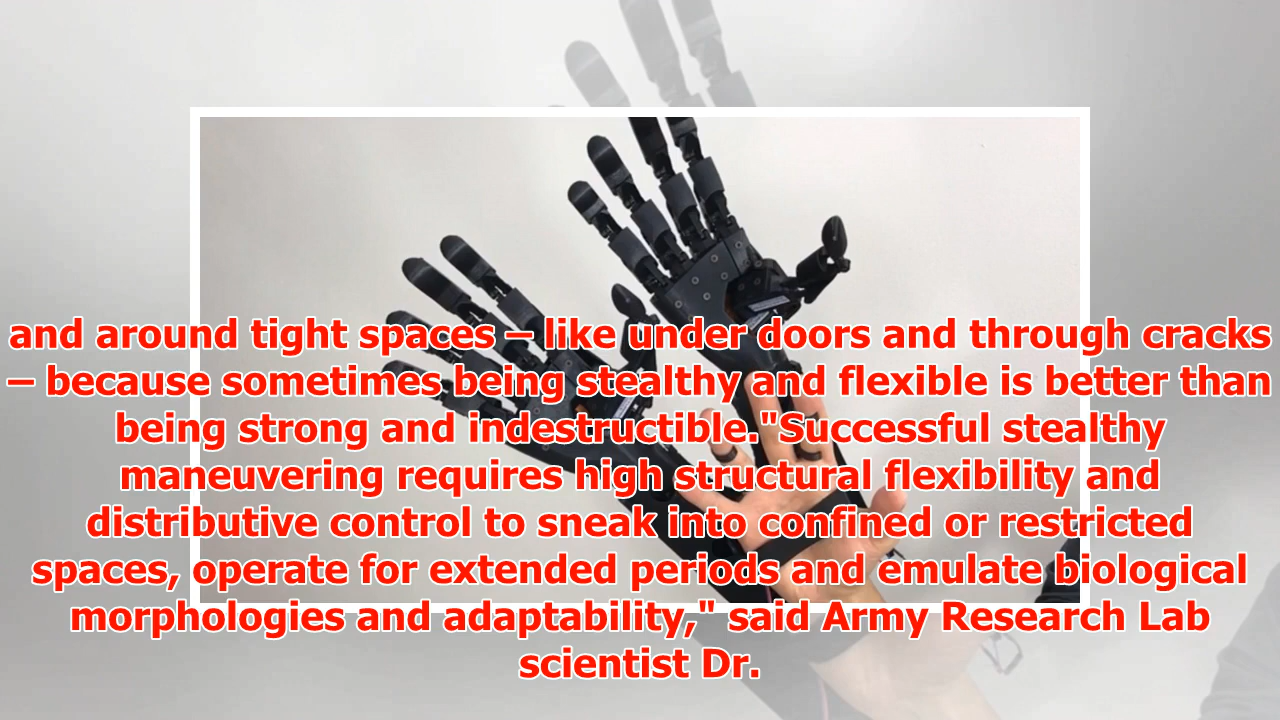 and around tight spaces – like under doors and through cracks
– because sometimes being stealthy and flexible is better than
being strong and indestructible."Successful stealthy
maneuvering requires high structural flexibility and
distributive control to sneak into confined or restricted
spaces, operate for extended periods and emulate biological
morphologies and adaptability," said Army Research Lab
scientist Dr.